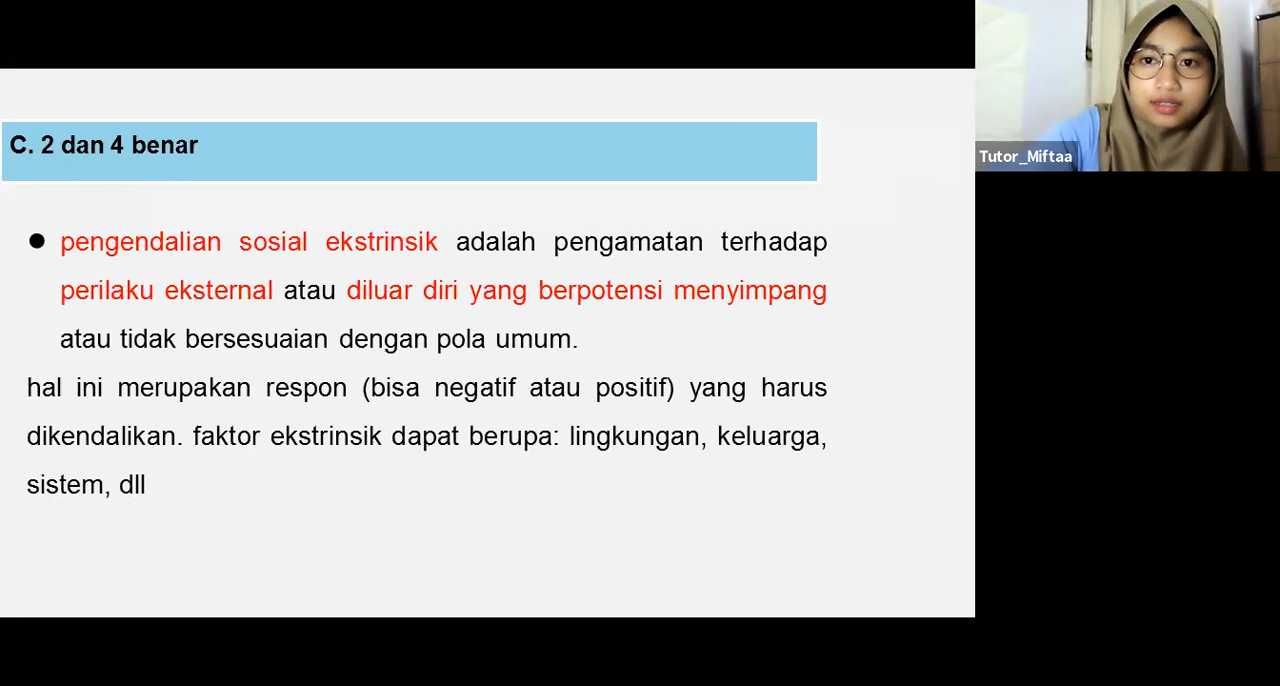 C. 2 dan 4 benar
● pengendalian sosial ekstrinsik adalah pengamatan terhadap
perilaku eksternal atau diluar diri yang berpotensi menyimpang
atau tidak bersesuaian dengan pola umum.
hal ini merupakan respon (bisa negatif atau positif) yang harus
dikendalikan. faktor ekstrinsik dapat berupa: lingkungan, keluarga,
sistem, dll
Tutor_Miftaa